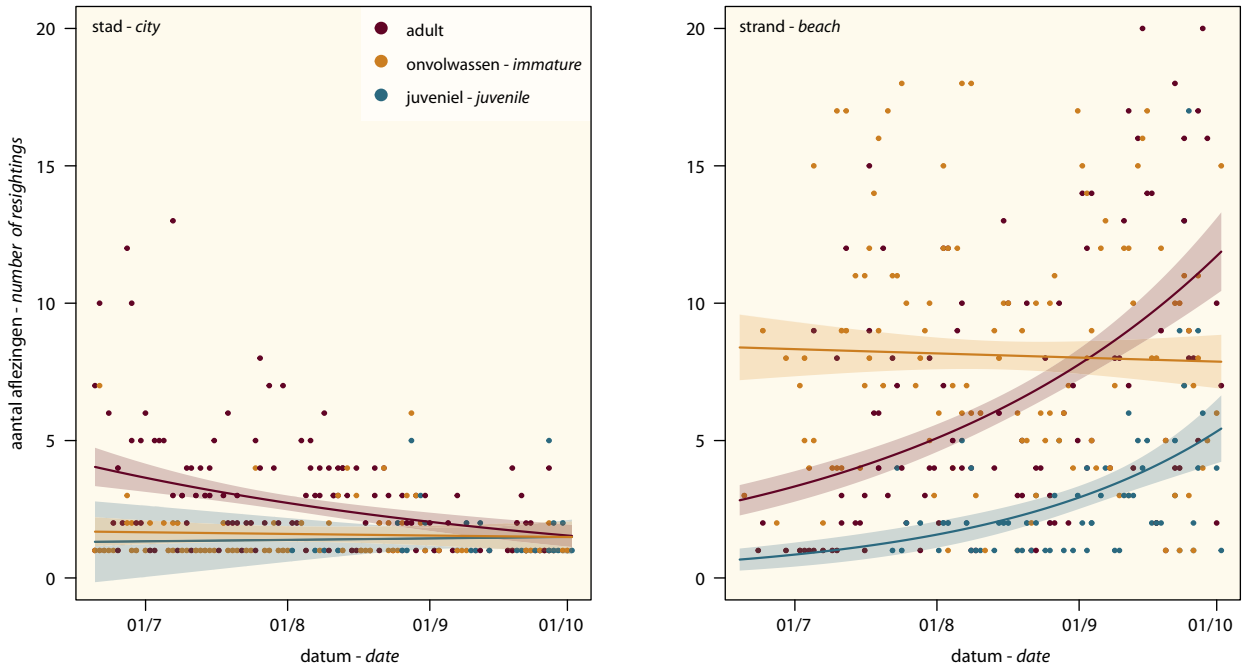 stad - city
adult
onvolwassen - immature
juveniel - juvenile
aantal aflezingen - number of resightings
20
15
10
5
0
01/7 01/8 01/9 01/10
datum - date
strand - beach
20
15
10
5
0
01/7 01/8 01/9 01/10
datum - date